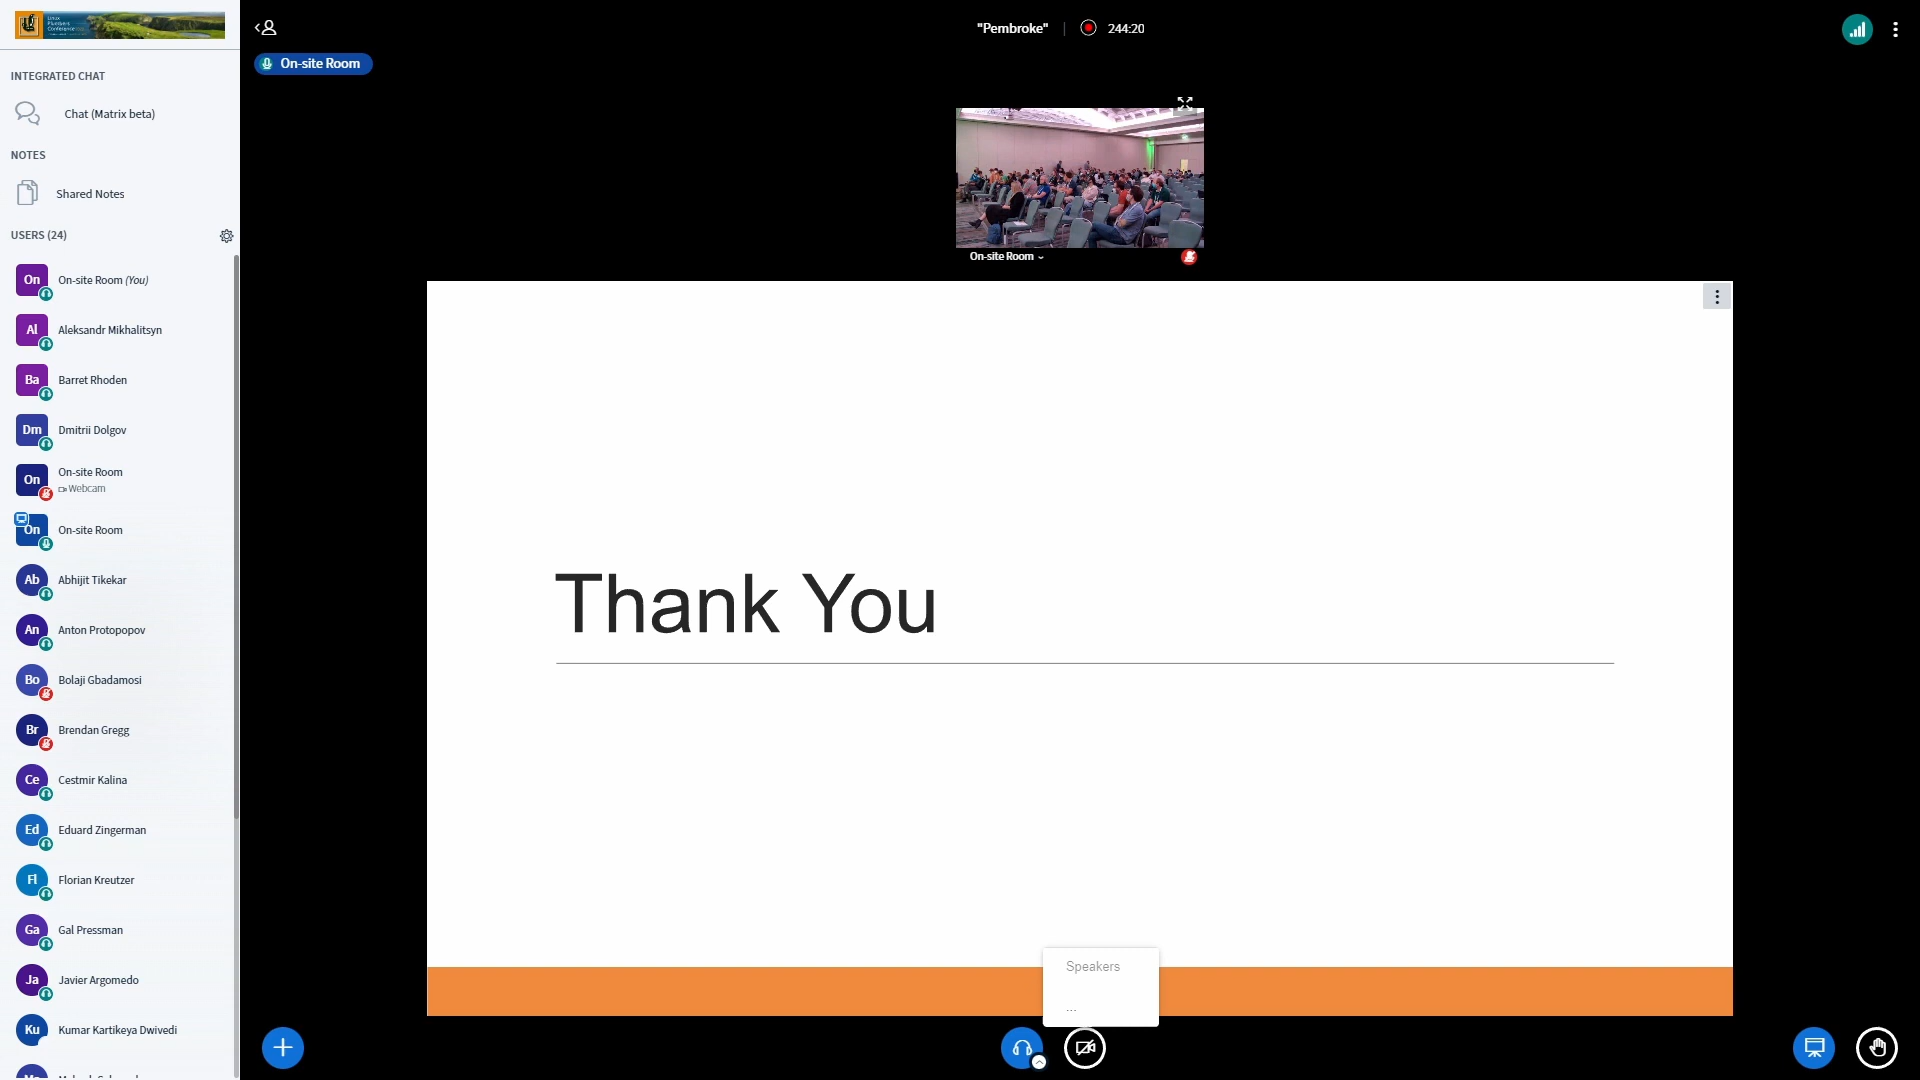 Linux
Plumbers
Conference
"Pembroke"
244:20
On-site Room
INTEGRATED CHAT
Chat (Matrix beta)
NOTES
Shared Notes
USERS (24)
On On-site Room (You)
Al Aleksandr Mikhalitsyn
Ba Barret Rhoden
Dm Dmitrii Dolgov
On On-site Room
Webcam
On On-site Room
Ab Abhijit Tikekar
An Anton Protopopov
Bo Bolaji Gbadamosi
Br Brendan Gregg
Ce Cestmir Kalina
Ed Eduard Zingerman
Fl Florian Kreutzer
Ga Gal Pressman
Ja Javier Argomedo
Ku Kumar Kartikeya Dwivedi
On-site Room
Thank You
Speakers
...